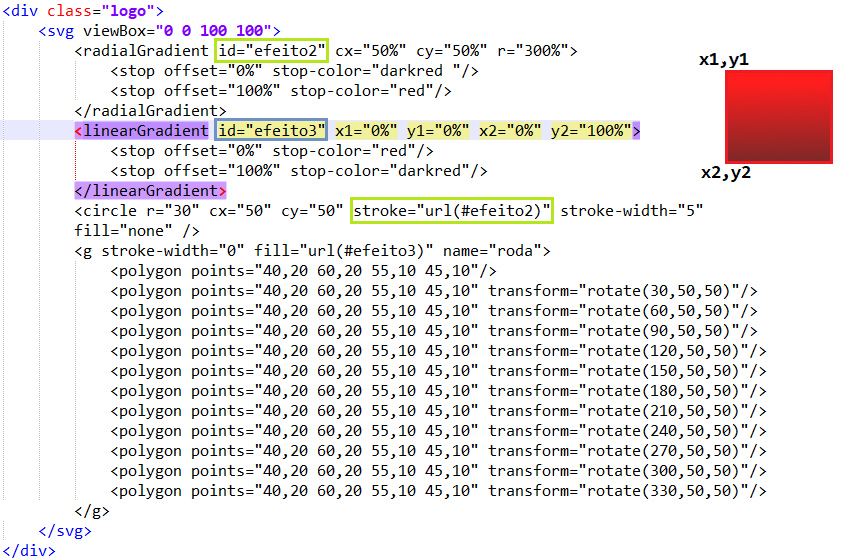 <div class="logo">
<svg viewBox="0 0 100 100">
<radialGradient id="efeito2" cx="50%" cy="50%" r="300%">
<stop offset="0%" stop-color="darkred "/>
<stop offset="100%" stop-color="red"/>
</radialGradient>
<linearGradient id="efeito3" x1="0%" y1="0%" x2="0%" y2="100%">
<stop offset="0%" stop-color="red"/>
<stop offset="100%" stop-color="darkred"/>
</linearGradient>
<circle r="30" cx="50" cy="50" stroke="url(#efeito2)" stroke-width="5"
fill="none" />
<g stroke-width="0" fill="url(#efeito3)" name="roda">
<polygon points="40,20 60,20 55,10 45,10"/>
<polygon points="40,20 60,20 55,10 45,10" transform="rotate(30,50,50)"/>
<polygon points="40,20 60,20 55,10 45,10" transform="rotate(60,50,50)"/>
<polygon points="40,20 60,20 55,10 45,10" transform="rotate(90,50,50)"/>
<polygon points="40,20 60,20 55,10 45,10" transform="rotate(120,50,50)"/>
<polygon points="40,20 60,20 55,10 45,10" transform="rotate(150,50,50)"/>
<polygon points="40,20 60,20 55,10 45,10" transform="rotate(180,50,50)"/>
<polygon points="40,20 60,20 55,10 45,10" transform="rotate(210,50,50)"/>
<polygon points="40,20 60,20 55,10 45,10" transform="rotate(240,50,50)"/>
<polygon points="40,20 60,20 55,10 45,10" transform="rotate(270,50,50)"/>
<polygon points="40,20 60,20 55,10 45,10" transform="rotate(300,50,50)"/>
<polygon points="40,20 60,20 55,10 45,10" transform="rotate(330,50,50)"/>
</g>
</svg>
</div>
x1,y1
x2,y2